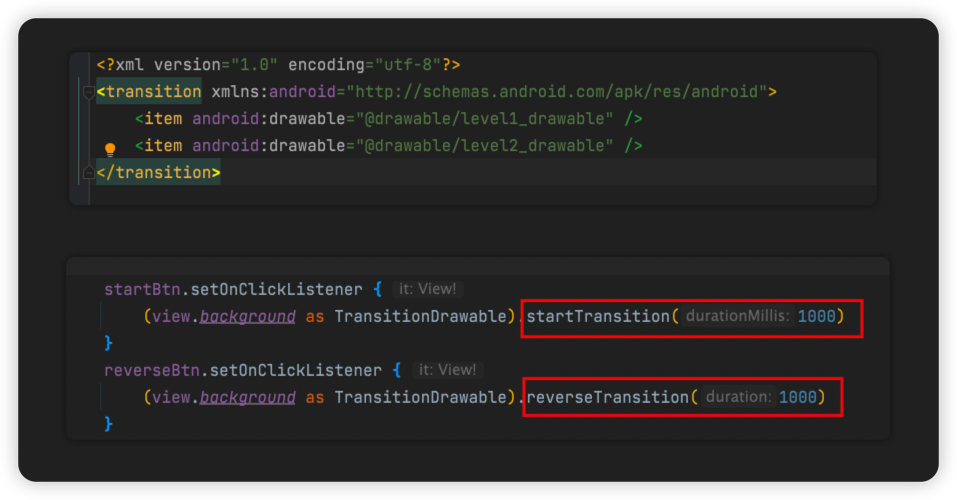 <?xml version="1.0" encoding="utf-8"?>
<transition xmlns:android="http://schemas.android.com/apk/res/android">
    <item android:drawable="@drawable/level1_drawable" />
    <item android:drawable="@drawable/level2_drawable" />
</transition>
startBtn.setOnClickListener { it: View!
    (view.background as TransitionDrawable).startTransition( durationMillis: 1000)
}
reverseBtn.setOnClickListener { it: View!
    (view.background as TransitionDrawable).reverseTransition( duration: 1000)
}